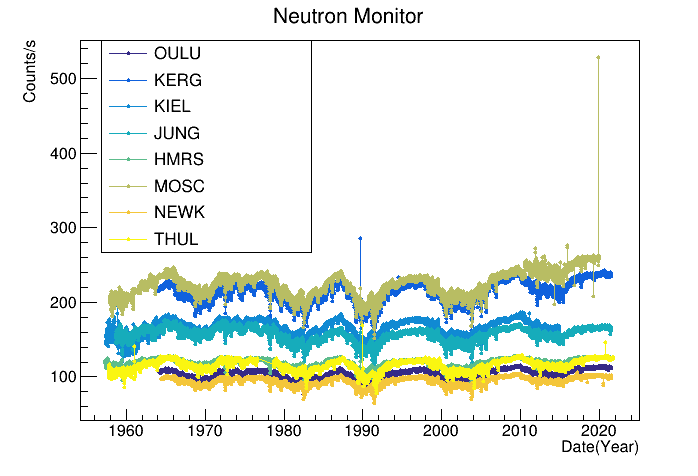 Neutron Monitor
Counts/s
500
400
300
200
100
OULU
KERG
KIEL
JUNG
HMRS
MOSC
NEWK
THUL
1960 1970 1980 1990 2000 2010 2020
Date(Year)